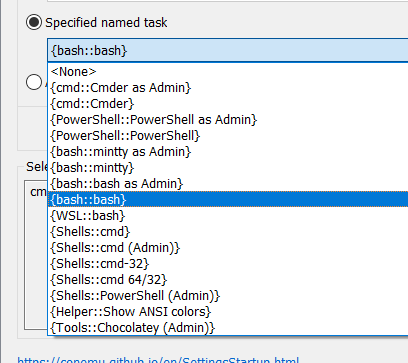 Specified named task
{bash::bash}
<None>
{cmd::Cmder as Admin}
{cmd::Cmder}
{PowerShell::PowerShell as Admin}
{PowerShell::PowerShell}
{bash::mintty as Admin}
{bash::mintty}
{bash::bash as Admin}
{bash::bash}
{WSL::bash}
{Shells::cmd}
{Shells::cmd (Admin)}
{Shells::cmd-32}
{Shells::cmd 64/32}
{Shells::PowerShell (Admin)}
{Helper::Show ANSI colors}
{Tools::Chocolatey (Admin)}
https://conemu.github.io/en/SettingsStartup.html